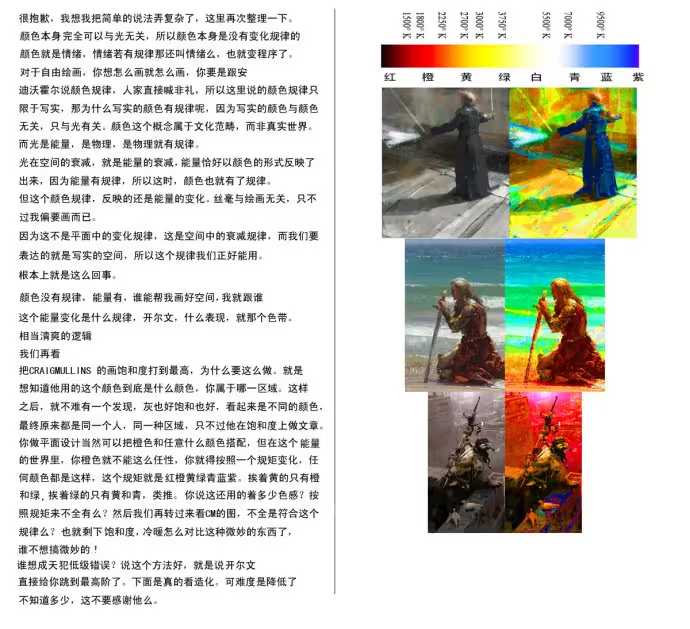 很抱歉，我想我把简单的说法弄复杂了，这里再次整理一下。
颜色本身完全可以与光无关，所以颜色本身是没有变化规律的
颜色就是情绪，情绪若有规律那还叫情绪么，也就变程序了。
对于自由绘画，你想怎么画就怎么画，你要是跟安
迪沃霍尔说颜色规律，人家直接喊非礼，所以这里说的颜色规律只
限于写实，那为什么写实的颜色有规律呢，因为写实的颜色与颜色
无关，只与光有关。颜色这个概念属于文化范畴，而非真实世界。
而光是能量，是物理，是物理就有规律。
光在空间的衰减，就是能量的衰减，能量恰好以颜色的形式反映了
出来，因为能量有规律，所以这时，颜色也就有了规律。
但这个颜色规律，反映的还是能量的变化。丝毫与绘画无关，只不
过我偏要画而已。
因为这不是平面中的变化规律，这是空间中的衰减规律，而我们要
表达的就是写实的空间，所以这个规律我们正好能用。
根本上就是这么回事。
颜色没有规律，能量有，谁能帮我画好空间，我就跟谁
这个能量变化是什么规律，开尔文，什么表现，就那个色带。
相当清爽的逻辑
我们再看
把CRAIGMULLINS 的画饱和度打到最高，为什么要这么做。就是
想知道他用的这个颜色到底是什么颜色，你属于哪一区域。这样
之后，就不难有一个发现，灰也好饱和也好，看起来是不同的颜色，
最终原来都是同一个人，同一种区域，只不过他在饱和度上做文章。
你做平面设计当然可以把橙色和任意什么颜色搭配，但在这个能量
的世界里，你橙色就不能这么任性，你就得按照一个规矩变化，任
何颜色都是这样，这个规矩就是红橙黄绿青蓝紫。挨着黄的只有橙
和绿，挨着绿的只有黄和青，类推。你说这还用的着多少色感？按
照规矩来不全有么？然后我们再转过来看CM的图，不全是符合这个
规律么？也就剩下饱和度，冷暖怎么对比这种微妙的东西了，
谁不想搞微妙的！
谁想成天犯低级错误？说这个方法好，就是说开尔文
直接给你跳到最高阶了。下面是真的看造化。可难度是降低了
不知道多少，这不要感谢他么。
1500° K
1800° K
2250° K
2700° K
3000° K
3750° K
5500° K
7000° K
9500° K
红 橙 黄 绿 白 青 蓝 紫